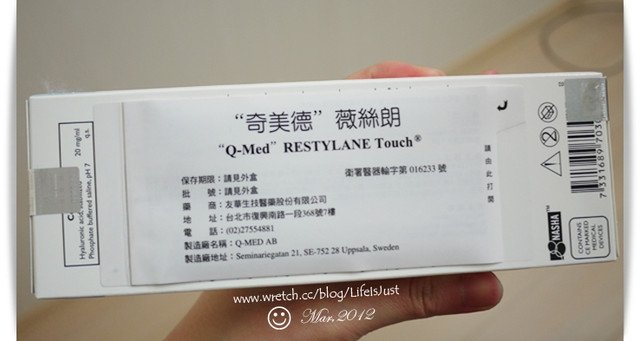 “奇美德”薇絲朗
“Q-Med” RESTYLANE Touch®
保存期限：請見外盒
衛署醫器輸字第 016233 號
批　　號：請見外盒
藥　　商：友華生技醫藥股份有限公司
地　　址：台北市復興南路一段368號7樓
電　　話：(02)27554881
製造廠名稱：Q-MED AB
製造廠地址：Seminariegatan 21, SE-752 28 Uppsala, Sweden
請由此打開
Hyaluronic acid, stabilized
20 mg/ml
Phosphate buffered saline, pH 7
q.s.
NASHA™
CONTAINS
CE MARKED
MEDICAL
DEVICES
www.wretch.cc/blog/LifeIsJust
Mar. 2012